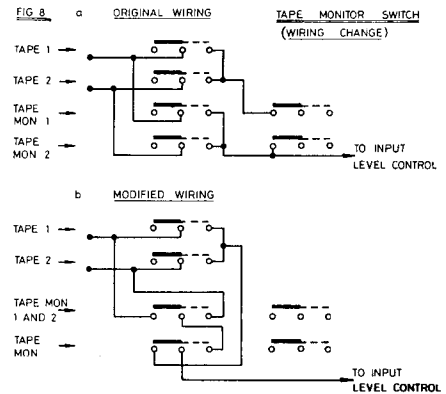 FIG 8 a ORIGINAL WIRING TAPE MONITOR SWITCH
(WIRING CHANGE)
TAPE 1
TAPE 2
TAPE
MON 1
TAPE
MON 2
TO INPUT
LEVEL CONTROL
b MODIFIED WIRING
TAPE 1
TAPE 2
TAPE MON
1 AND 2
TAPE
MON
TO INPUT
LEVEL CONTROL